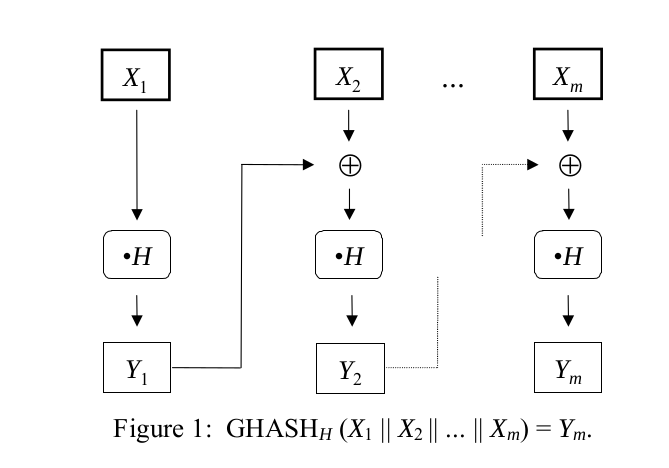 X1 X2 ... Xm
⊕ ⊕
•H •H •H
Y1 Y2 Ym
Figure 1: GHASHH (X1 || X2 || ... || Xm) = Ym.